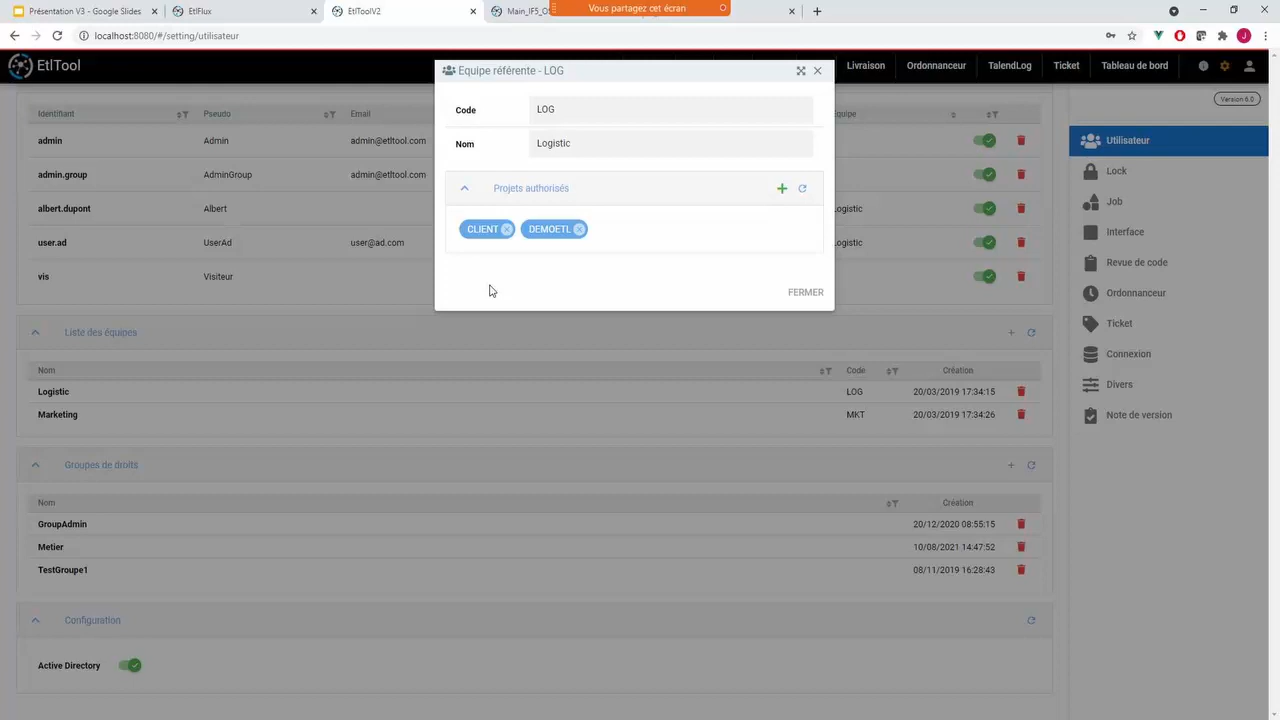 Présentation V3 - Google Slides
EtlFlux
EtlToolV2
Main_IF5_OS
Vous partagez cet écran
localhost:8080/#/setting/utilisateur
J
EtlTool
Livraison
Ordonnanceur
TalendLog
Ticket
Tableau de bord
Equipe référente - LOG
Code
LOG
Nom
Logistic
Projets authorisés
CLIENT
DEMOETL
FERMER
Identifiant
Pseudo
Email
admin
Admin
admin@etltool.com
admin.group
AdminGroup
admin@etltool.com
albert.dupont
Albert
user.ad
UserAd
user@ad.com
vis
Visiteur
Liste des équipes
Nom
Code
Création
Logistic
LOG
20/03/2019 17:34:15
Marketing
MKT
20/03/2019 17:34:26
Groupes de droits
Nom
Création
GroupAdmin
20/12/2020 08:55:15
Metier
10/08/2021 14:47:52
TestGroupe1
08/11/2019 16:28:43
Configuration
Active Directory
Version 6.0
Utilisateur
Lock
Job
Interface
Revue de code
Ordonnanceur
Ticket
Connexion
Divers
Note de version